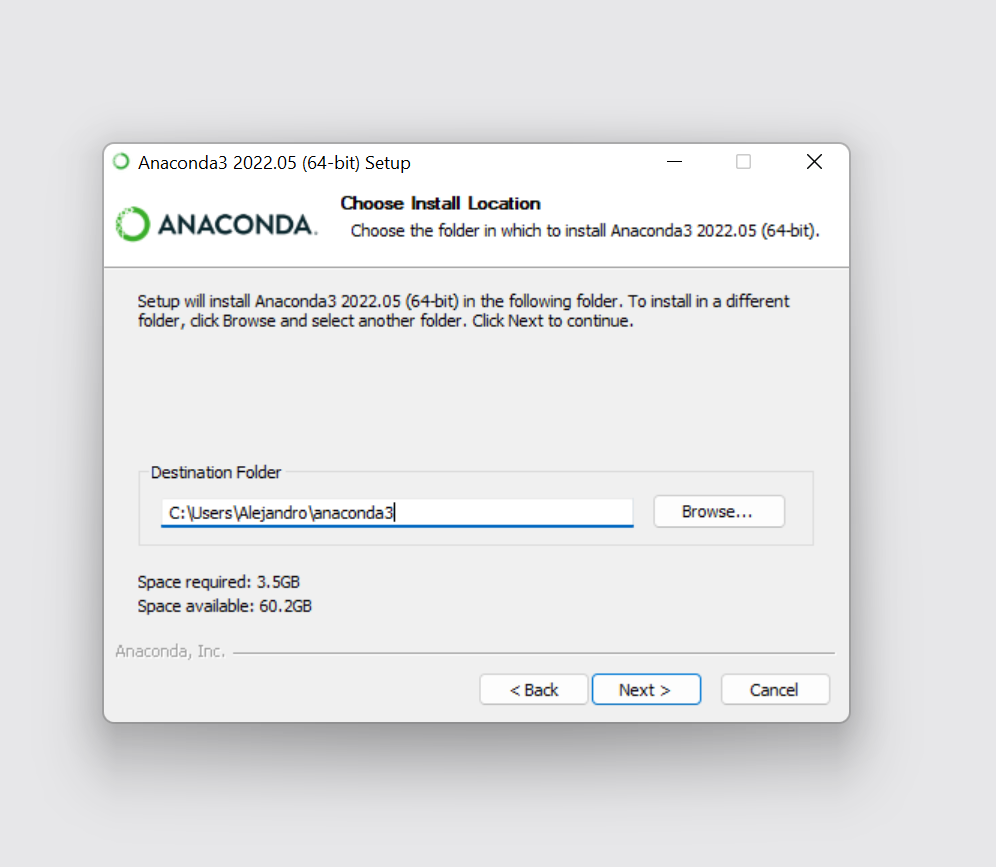 Anaconda3 2022.05 (64-bit) Setup
ANACONDA.
Choose Install Location
Choose the folder in which to install Anaconda3 2022.05 (64-bit).
Setup will install Anaconda3 2022.05 (64-bit) in the following folder. To install in a different
folder, click Browse and select another folder. Click Next to continue.
Destination Folder
C:\Users\Alejandro\anaconda3
Browse...
Space required: 3.5GB
Space available: 60.2GB
Anaconda, Inc.
< Back
Next >
Cancel